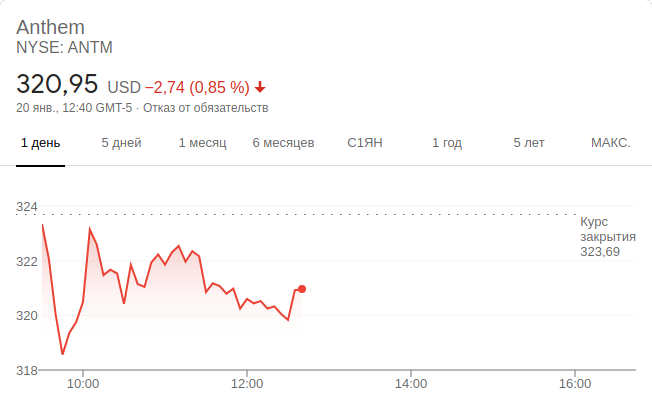 Anthem
NYSE: ANTM
320,95 USD −2,74 (0,85 %)
20 янв., 12:40 GMT-5 · Отказ от обязательств
1 день 5 дней 1 месяц 6 месяцев С1ЯН 1 год 5 лет МАКС.
324
Курс
закрытия
323,69
322
320
318
10:00 12:00 14:00 16:00